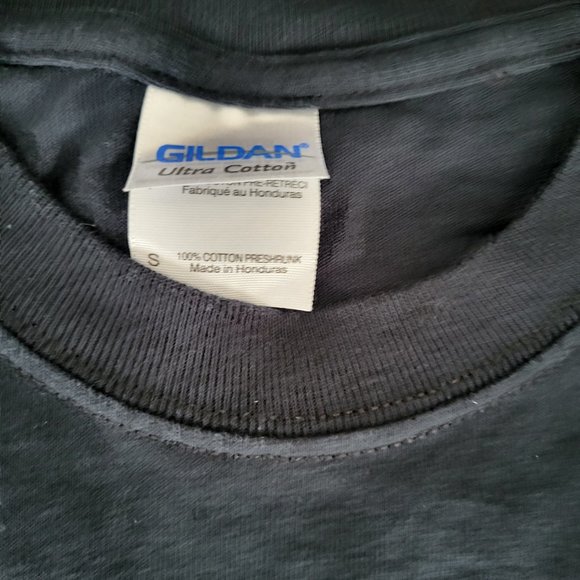 GILDAN®
Ultra Cotton
PRE-RETRECI
Fabriqué au Honduras
S
100% COTTON PRESHRUNK
Made in Honduras